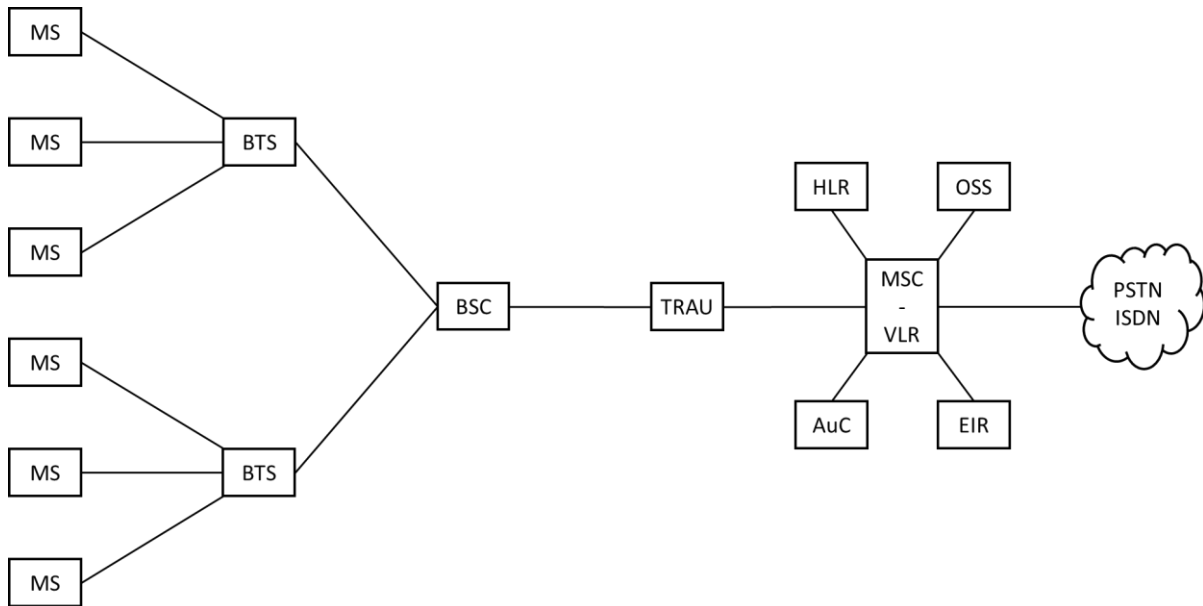 MS
MS
MS
MS
MS
MS
BTS
BTS
BSC
TRAU
HLR
OSS
MSC
-
VLR
AuC
EIR
PSTN
ISDN